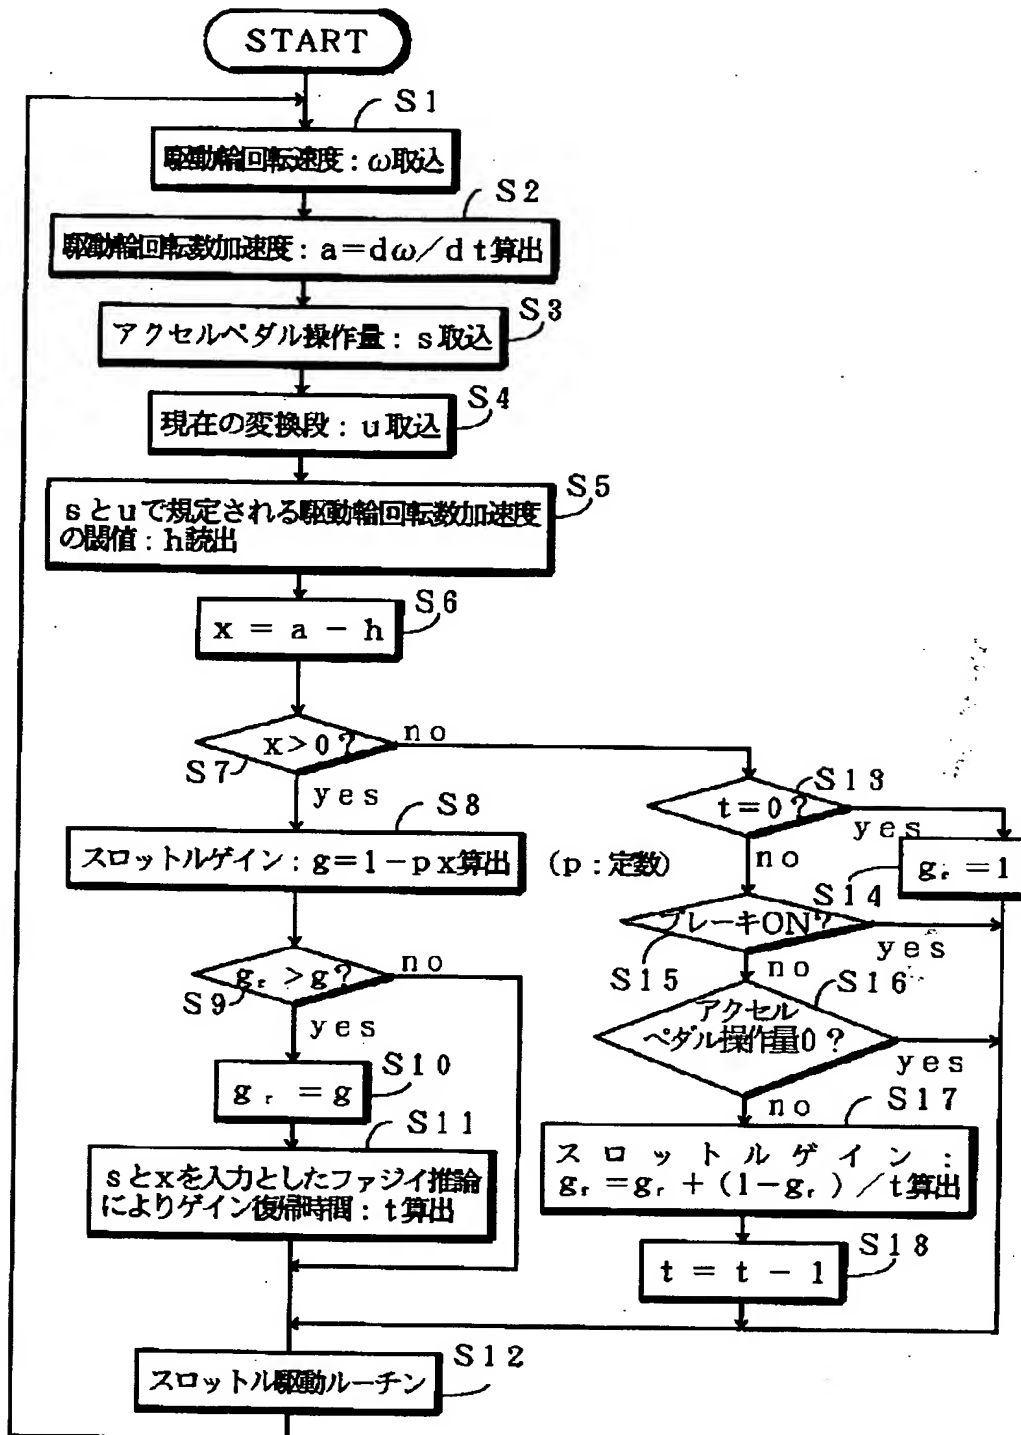 START
S1
駆動輪回転速度:ω取込
S2
駆動輪回転数加速度:a=dω/dt算出
S3
アクセルペダル操作量:s取込
S4
現在の変換段:u取込
S5
sとuで規定される駆動輪回転数加速度
の閾値:h読出
S6
x = a - h
x>0?
no
S7
yes
S8
スロットルゲイン:g=1-px算出
(p:定数)
gr>g?
no
S9
yes
S10
gr = g
S11
sとxを入力としたファジイ推論
によりゲイン復帰時間:t算出
S13
t=0?
yes
no
S14
gr =1
ブレーキON?
yes
S15
no
S16
アクセル
ペダル操作量0?
yes
no
S17
スロットルゲイン:
gr=gr+(1-gr)/t算出
S18
t = t - 1
S12
スロットル駆動ルーチン